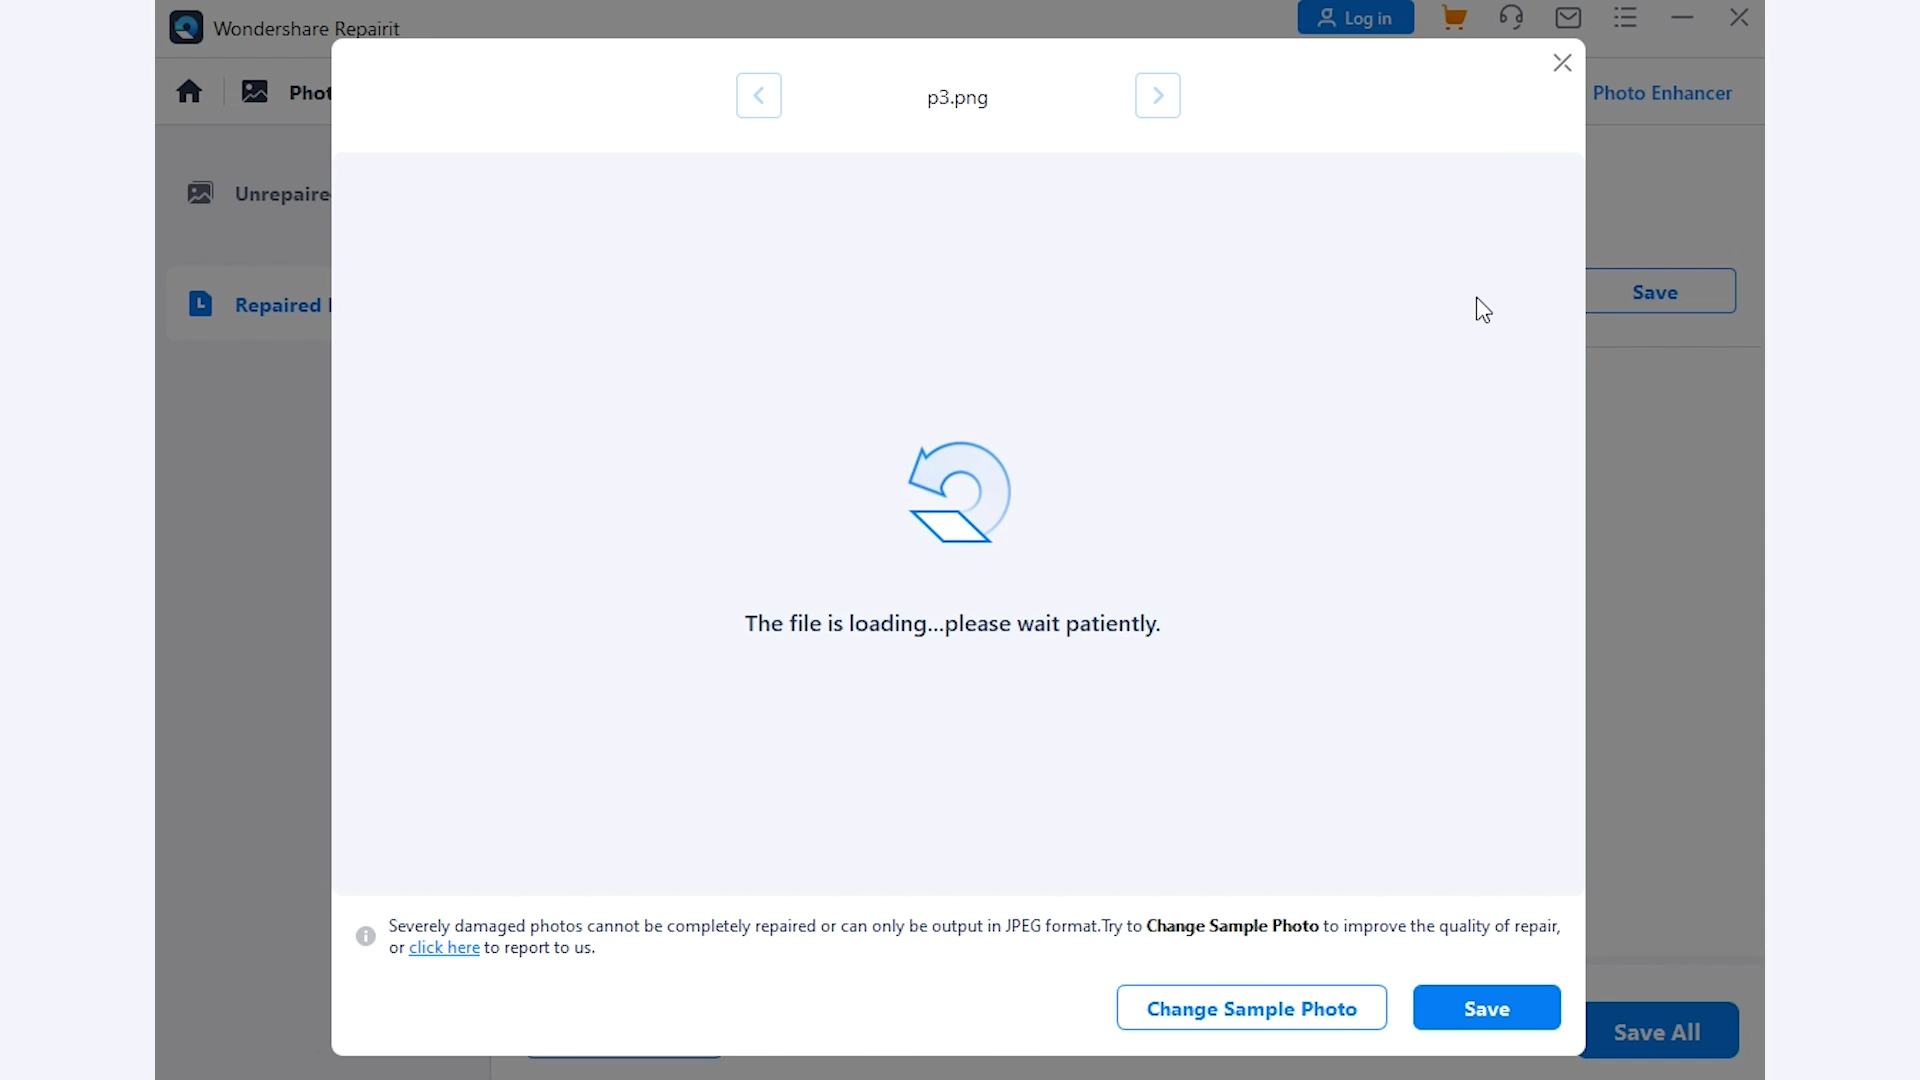 Wondershare Repairit
Log in
Phot
p3.png
Photo Enhancer
Unrepaire
Repaired
Save
The file is loading...please wait patiently.
Severely damaged photos cannot be completely repaired or can only be output in JPEG format.Try to Change Sample Photo to improve the quality of repair,
or click here to report to us.
Change Sample Photo
Save
Save All